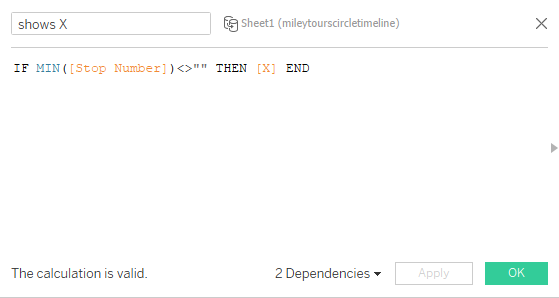 shows X
Sheet1 (mileytourscircletimeline)
IF MIN([Stop Number])<>"" THEN [X] END
The calculation is valid.
2 Dependencies
Apply
OK